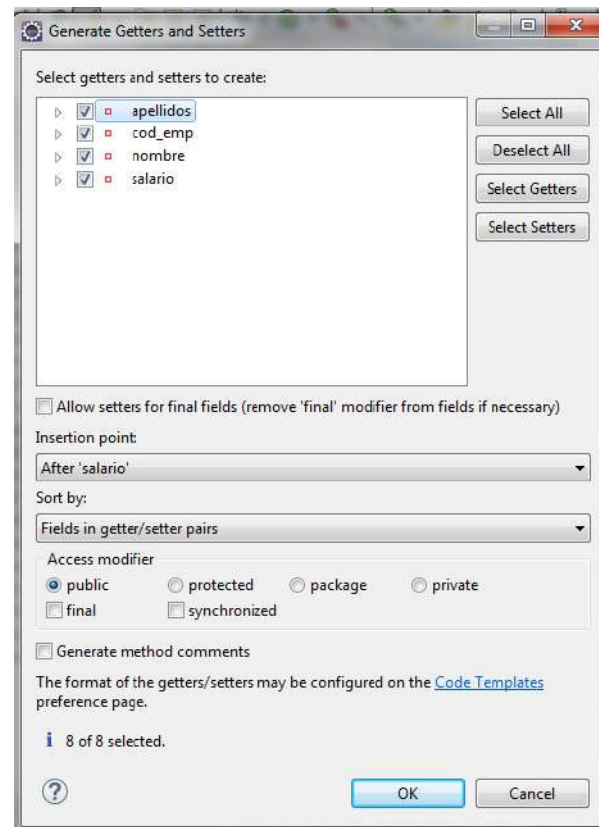 Generate Getters and Setters
Select getters and setters to create:
apellidos
cod_emp
nombre
salario
Select All
Deselect All
Select Getters
Select Setters
Allow setters for final fields (remove 'final' modifier from fields if necessary)
Insertion point:
After 'salario'
Sort by:
Fields in getter/setter pairs
Access modifier
public protected package private
final synchronized
Generate method comments
The format of the getters/setters may be configured on the Code Templates
preference page.
i 8 of 8 selected.
?
OK Cancel